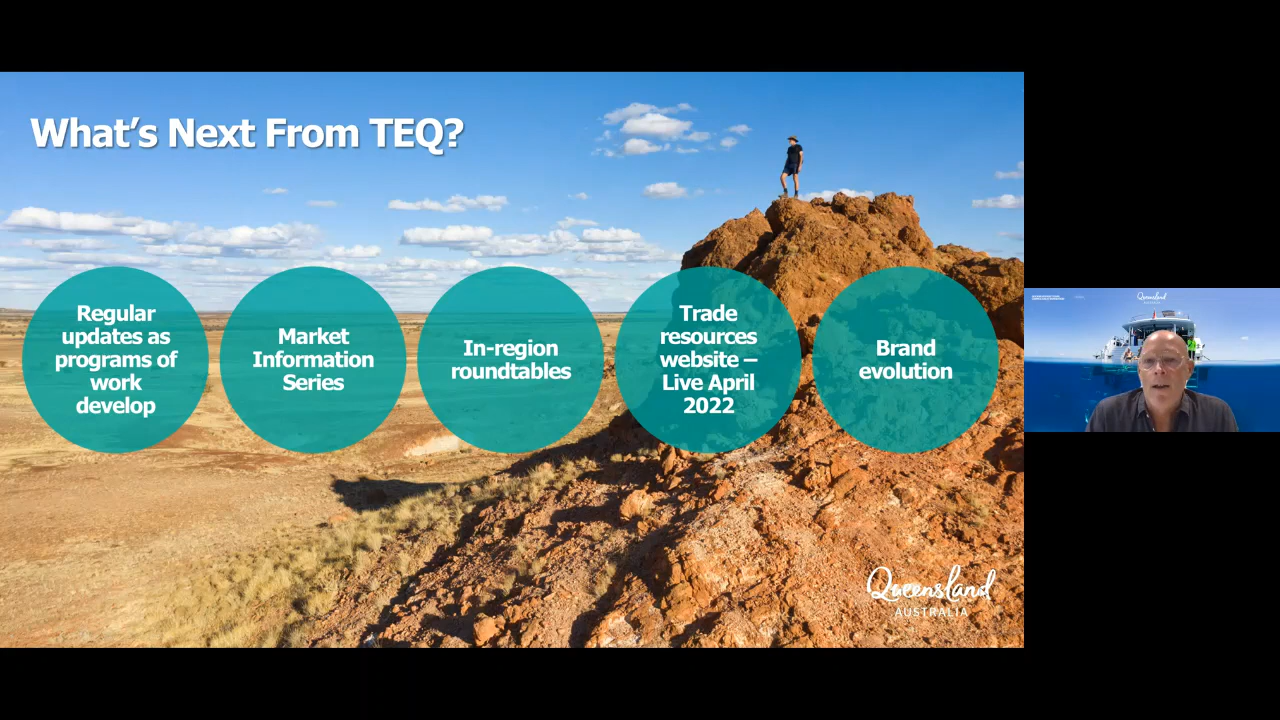 What's Next From TEQ?
Regular
updates as
programs of
work
develop
Market
Information
Series
In-region
roundtables
Trade
resources
website –
Live April
2022
Brand
evolution
Queensland
AUSTRALIA
Queensland